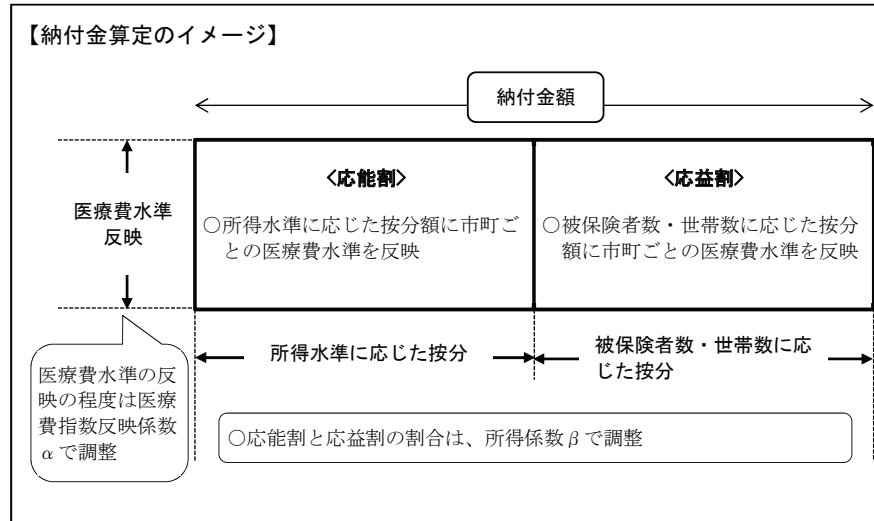 【納付金算定のイメージ】
納付金額
<応能割>
○所得水準に応じた按分額に市町ご
との医療費水準を反映
<応益割>
○被保険者数・世帯数に応じた按分
額に市町ごとの医療費水準を反映
医療費水準
反映
所得水準に応じた按分
被保険者数・世帯数に応
じた按分
医療費水準の反
映の程度は医療
費指数反映係数
αで調整
○応能割と応益割の割合は、所得係数βで調整